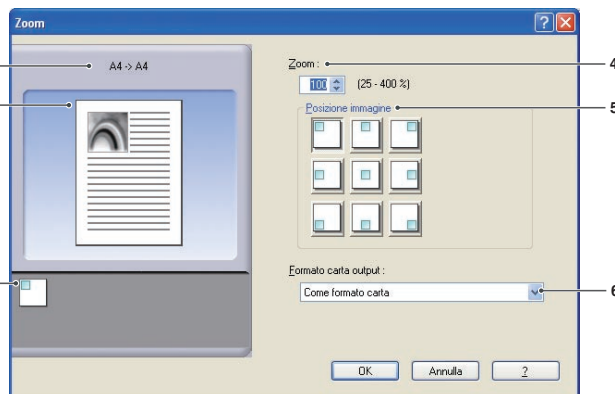 Zoom
A4 -> A4
Zoom : 4
100 (25 - 400 %)
Posizione immagine 5
Formato carta output :
Come formato carta 6
OK Annulla ?